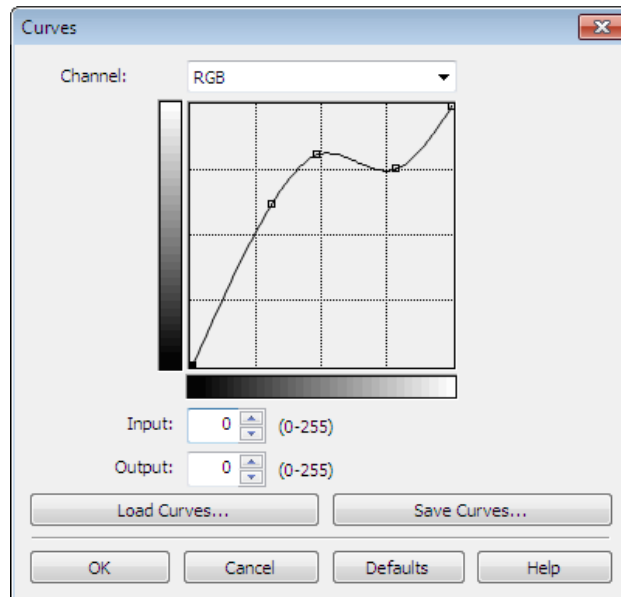 Curves
Channel: RGB
Input: 0 (0-255)
Output: 0 (0-255)
Load Curves... Save Curves...
OK Cancel Defaults Help